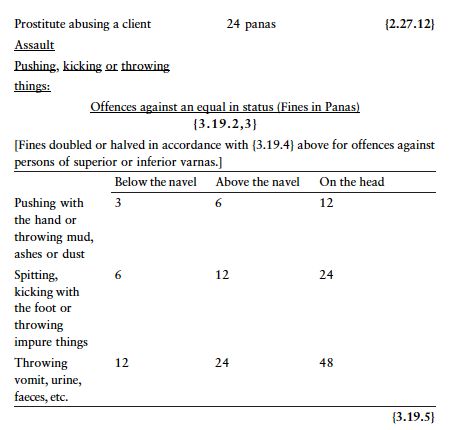 Prostitute abusing a client 24 panas {2.27.12}
Assault
Pushing, kicking or throwing
things:
Offences against an equal in status (Fines in Panas)
{3.19.2,3}
[Fines doubled or halved in accordance with {3.19.4} above for offences against
persons of superior or inferior varnas.]
Below the navel Above the navel On the head
Pushing with 3 6 12
the hand or
throwing mud,
ashes or dust
Spitting, 6 12 24
kicking with
the foot or
throwing
impure things
Throwing 12 24 48
vomit, urine,
faeces, etc.
{3.19.5}